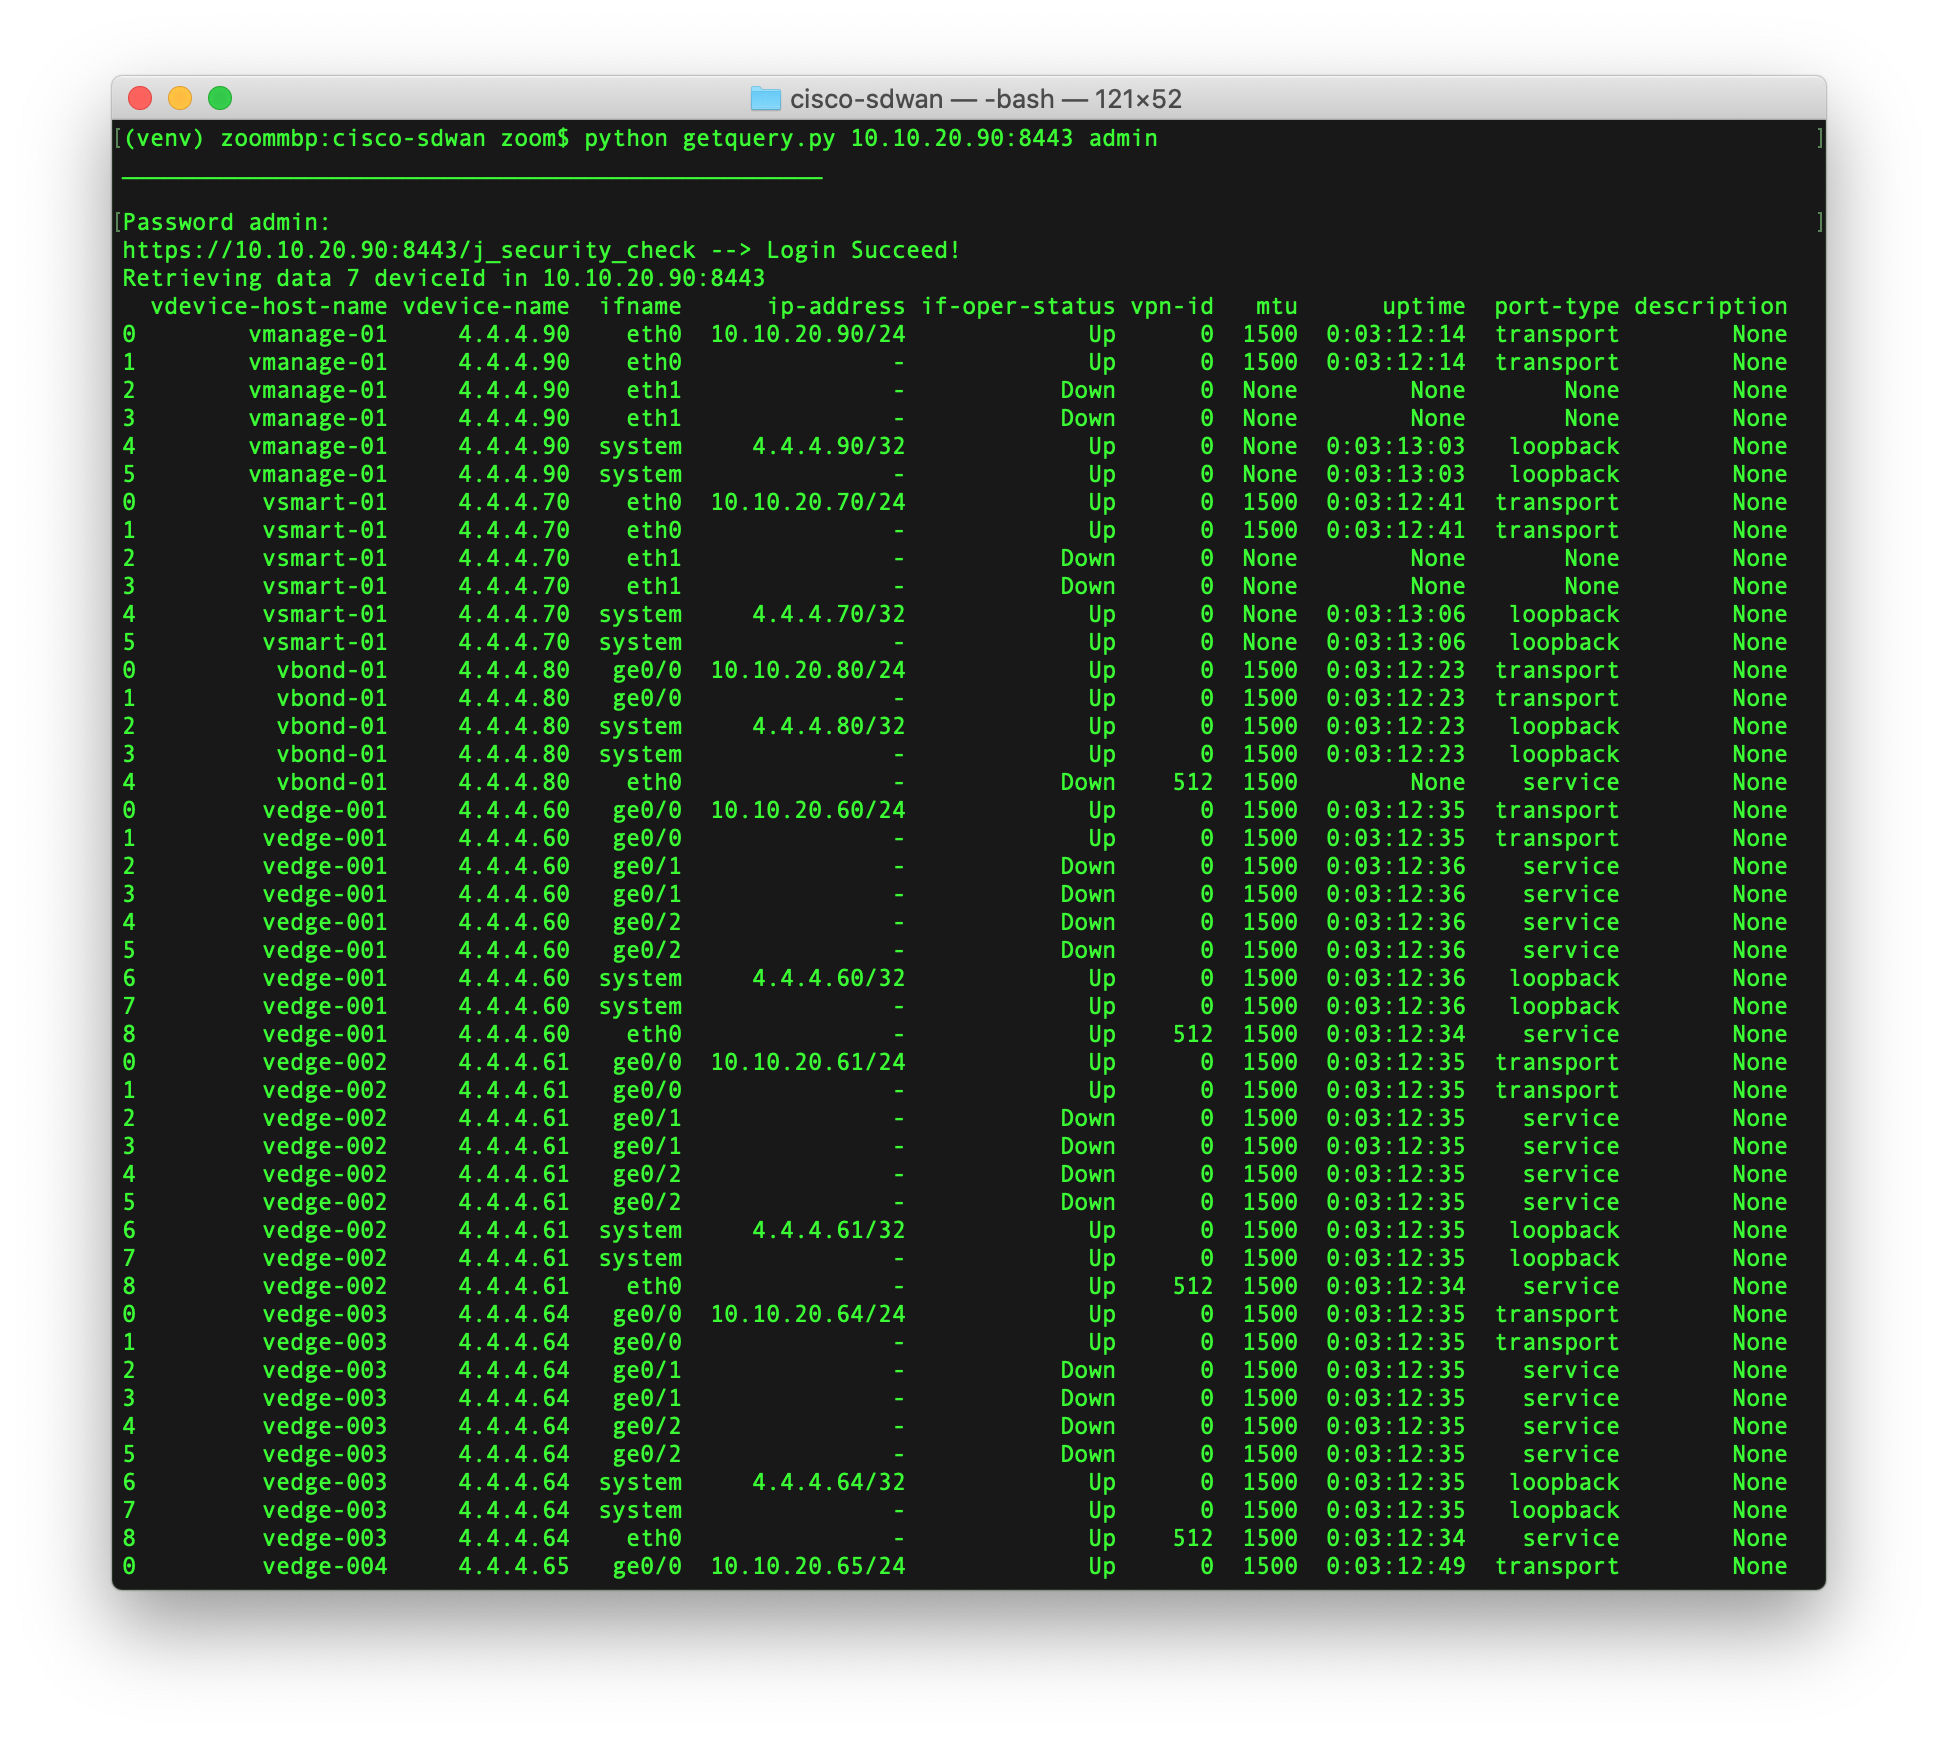 cisco-sdwan — -bash — 121×52
[(venv) zoommbp:cisco-sdwan zoom$ python getquery.py 10.10.20.90:8443 admin ]
__________________________________________________
[Password admin: ]
https://10.10.20.90:8443/j_security_check --> Login Succeed!
Retrieving data 7 deviceId in 10.10.20.90:8443
vdevice-host-name vdevice-name ifname ip-address if-oper-status vpn-id mtu uptime port-type description
0 vmanage-01 4.4.4.90 eth0 10.10.20.90/24 Up 0 1500 0:03:12:14 transport None
1 vmanage-01 4.4.4.90 eth0 - Up 0 1500 0:03:12:14 transport None
2 vmanage-01 4.4.4.90 eth1 - Down 0 None None None None
3 vmanage-01 4.4.4.90 eth1 - Down 0 None None None None
4 vmanage-01 4.4.4.90 system 4.4.4.90/32 Up 0 None 0:03:13:03 loopback None
5 vmanage-01 4.4.4.90 system - Up 0 None 0:03:13:03 loopback None
0 vsmart-01 4.4.4.70 eth0 10.10.20.70/24 Up 0 1500 0:03:12:41 transport None
1 vsmart-01 4.4.4.70 eth0 - Up 0 1500 0:03:12:41 transport None
2 vsmart-01 4.4.4.70 eth1 - Down 0 None None None None
3 vsmart-01 4.4.4.70 eth1 - Down 0 None None None None
4 vsmart-01 4.4.4.70 system 4.4.4.70/32 Up 0 None 0:03:13:06 loopback None
5 vsmart-01 4.4.4.70 system - Up 0 None 0:03:13:06 loopback None
0 vbond-01 4.4.4.80 ge0/0 10.10.20.80/24 Up 0 1500 0:03:12:23 transport None
1 vbond-01 4.4.4.80 ge0/0 - Up 0 1500 0:03:12:23 transport None
2 vbond-01 4.4.4.80 system 4.4.4.80/32 Up 0 1500 0:03:12:23 loopback None
3 vbond-01 4.4.4.80 system - Up 0 1500 0:03:12:23 loopback None
4 vbond-01 4.4.4.80 eth0 - Down 512 1500 None service None
0 vedge-001 4.4.4.60 ge0/0 10.10.20.60/24 Up 0 1500 0:03:12:35 transport None
1 vedge-001 4.4.4.60 ge0/0 - Up 0 1500 0:03:12:35 transport None
2 vedge-001 4.4.4.60 ge0/1 - Down 0 1500 0:03:12:36 service None
3 vedge-001 4.4.4.60 ge0/1 - Down 0 1500 0:03:12:36 service None
4 vedge-001 4.4.4.60 ge0/2 - Down 0 1500 0:03:12:36 service None
5 vedge-001 4.4.4.60 ge0/2 - Down 0 1500 0:03:12:36 service None
6 vedge-001 4.4.4.60 system 4.4.4.60/32 Up 0 1500 0:03:12:36 loopback None
7 vedge-001 4.4.4.60 system - Up 0 1500 0:03:12:36 loopback None
8 vedge-001 4.4.4.60 eth0 - Up 512 1500 0:03:12:34 service None
0 vedge-002 4.4.4.61 ge0/0 10.10.20.61/24 Up 0 1500 0:03:12:35 transport None
1 vedge-002 4.4.4.61 ge0/0 - Up 0 1500 0:03:12:35 transport None
2 vedge-002 4.4.4.61 ge0/1 - Down 0 1500 0:03:12:35 service None
3 vedge-002 4.4.4.61 ge0/1 - Down 0 1500 0:03:12:35 service None
4 vedge-002 4.4.4.61 ge0/2 - Down 0 1500 0:03:12:35 service None
5 vedge-002 4.4.4.61 ge0/2 - Down 0 1500 0:03:12:35 service None
6 vedge-002 4.4.4.61 system 4.4.4.61/32 Up 0 1500 0:03:12:35 loopback None
7 vedge-002 4.4.4.61 system - Up 0 1500 0:03:12:35 loopback None
8 vedge-002 4.4.4.61 eth0 - Up 512 1500 0:03:12:34 service None
0 vedge-003 4.4.4.64 ge0/0 10.10.20.64/24 Up 0 1500 0:03:12:35 transport None
1 vedge-003 4.4.4.64 ge0/0 - Up 0 1500 0:03:12:35 transport None
2 vedge-003 4.4.4.64 ge0/1 - Down 0 1500 0:03:12:35 service None
3 vedge-003 4.4.4.64 ge0/1 - Down 0 1500 0:03:12:35 service None
4 vedge-003 4.4.4.64 ge0/2 - Down 0 1500 0:03:12:35 service None
5 vedge-003 4.4.4.64 ge0/2 - Down 0 1500 0:03:12:35 service None
6 vedge-003 4.4.4.64 system 4.4.4.64/32 Up 0 1500 0:03:12:35 loopback None
7 vedge-003 4.4.4.64 system - Up 0 1500 0:03:12:35 loopback None
8 vedge-003 4.4.4.64 eth0 - Up 512 1500 0:03:12:34 service None
0 vedge-004 4.4.4.65 ge0/0 10.10.20.65/24 Up 0 1500 0:03:12:49 transport None